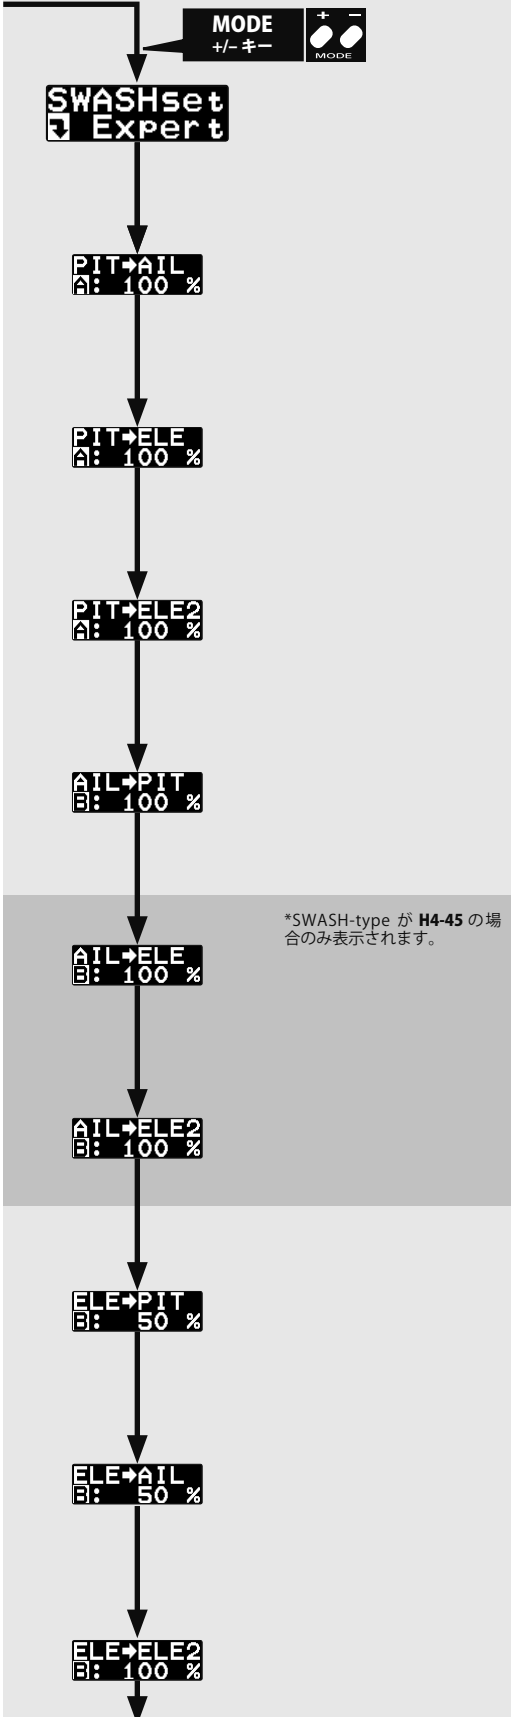 MODE
+/– キー
+ −
MODE
SWASHset
Expert
PIT➡AIL
A: 100 %
PIT➡ELE
A: 100 %
PIT➡ELE2
A: 100 %
AIL➡PIT
B: 100 %
*SWASH-type が H4-45 の場
合のみ表示されます。
AIL➡ELE
B: 100 %
AIL➡ELE2
B: 100 %
ELE➡PIT
B: 50 %
ELE➡AIL
B: 50 %
ELE➡ELE2
B: 100 %